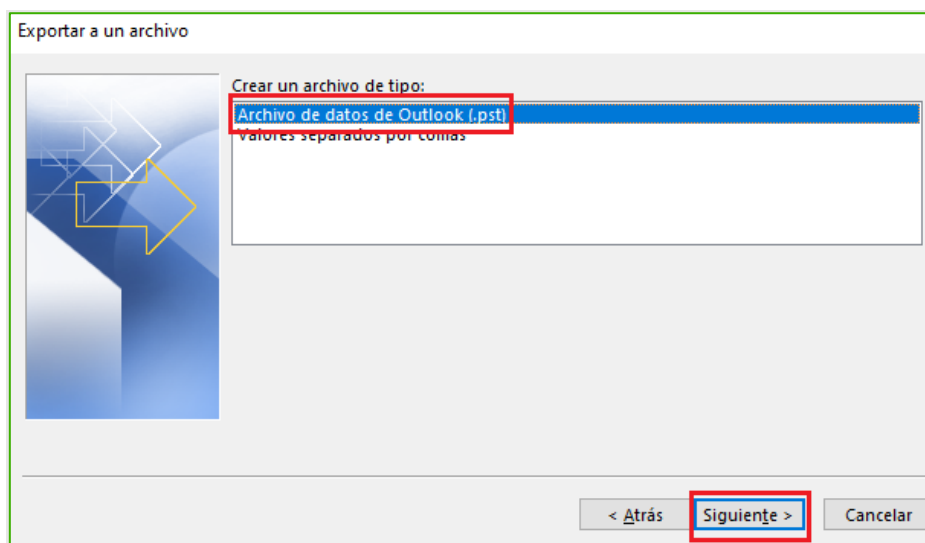 Exportar a un archivo
Crear un archivo de tipo:
Archivo de datos de Outlook (.pst)
Valores separados por comas
< Atrás
Siguiente >
Cancelar